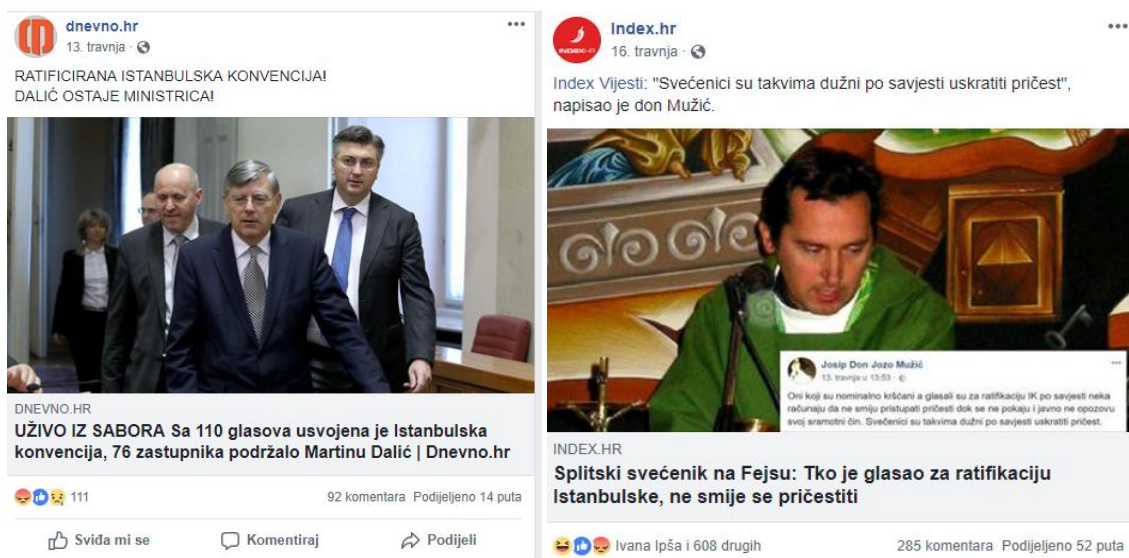 dnevno.hr
13. travnja ·
RATIFICIRANA ISTANBULSKA KONVENCIJA!
DALIĆ OSTAJE MINISTRICA!
DNEVNO.HR
UŽIVO IZ SABORA Sa 110 glasova usvojena je Istanbulska
konvencija, 76 zastupnika podržalo Martinu Dalić | Dnevno.hr
111
92 komentara Podijeljeno 14 puta
Sviđa mi se
Komentiraj
Podijeli
Index.hr
INDEX.HR
16. travnja ·
Index Vijesti: "Svećenici su takvima dužni po savjesti uskratiti pričest",
napisao je don Mužić.
Josip Don Jozo Mužić
13. travnja u 13:53 ·
Oni koji su nominalno kršćani a glasali su za ratifikaciju IK po savjesti neka
računaju da ne smiju pristupati pričesti dok se ne pokaju i javno ne opozovu
svoj sramotni čin. Svećenici su takvima dužni po savjesti uskratiti pričest.
INDEX.HR
Splitski svećenik na Fejsu: Tko je glasao za ratifikaciju
Istanbulske, ne smije se pričestiti
Ivana Ipša i 608 drugih
285 komentara Podijeljeno 52 puta